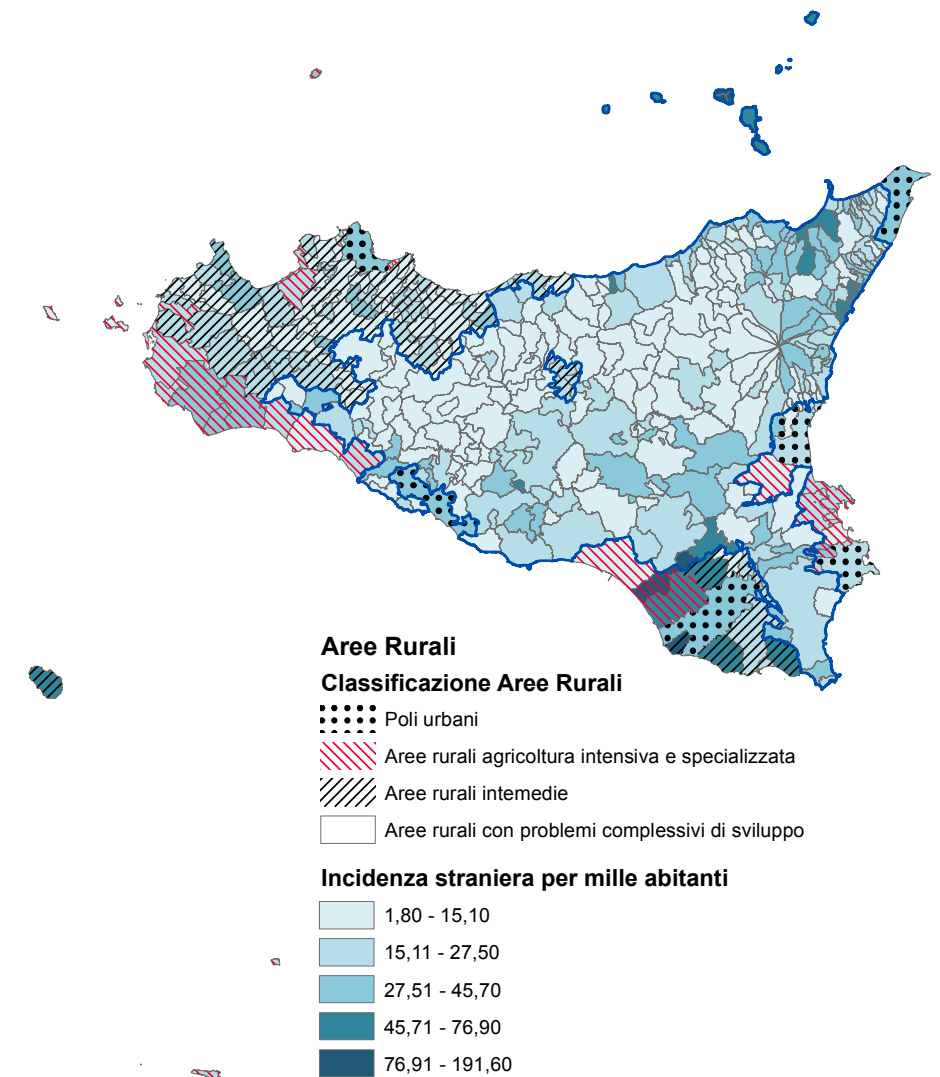 Aree Rurali
Classificazione Aree Rurali
Poli urbani
Aree rurali agricoltura intensiva e specializzata
Aree rurali intemedie
Aree rurali con problemi complessivi di sviluppo
Incidenza straniera per mille abitanti
1,80 - 15,10
15,11 - 27,50
27,51 - 45,70
45,71 - 76,90
76,91 - 191,60